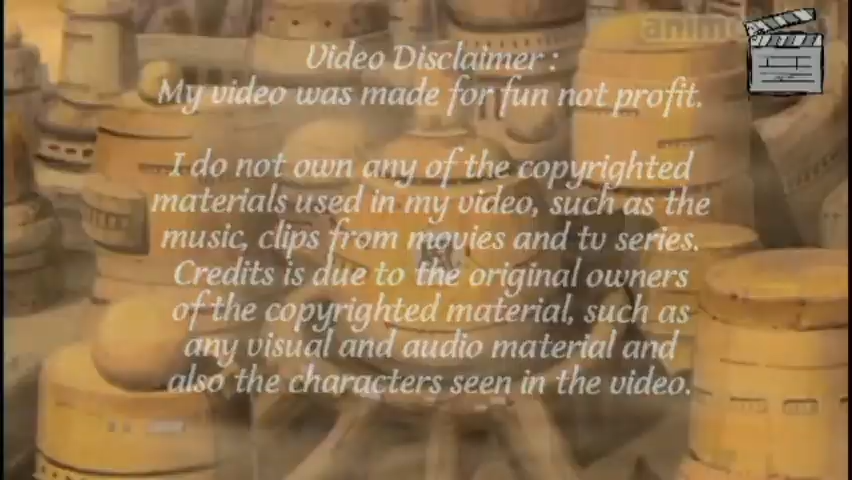 Video Disclaimer :
My video was made for fun not profit.
I do not own any of the copyrighted
materials used in my video, such as the
music, clips from movies and tv series.
Credits is due to the original owners
of the copyrighted material, such as
any visual and audio material and
also the characters seen in the video.